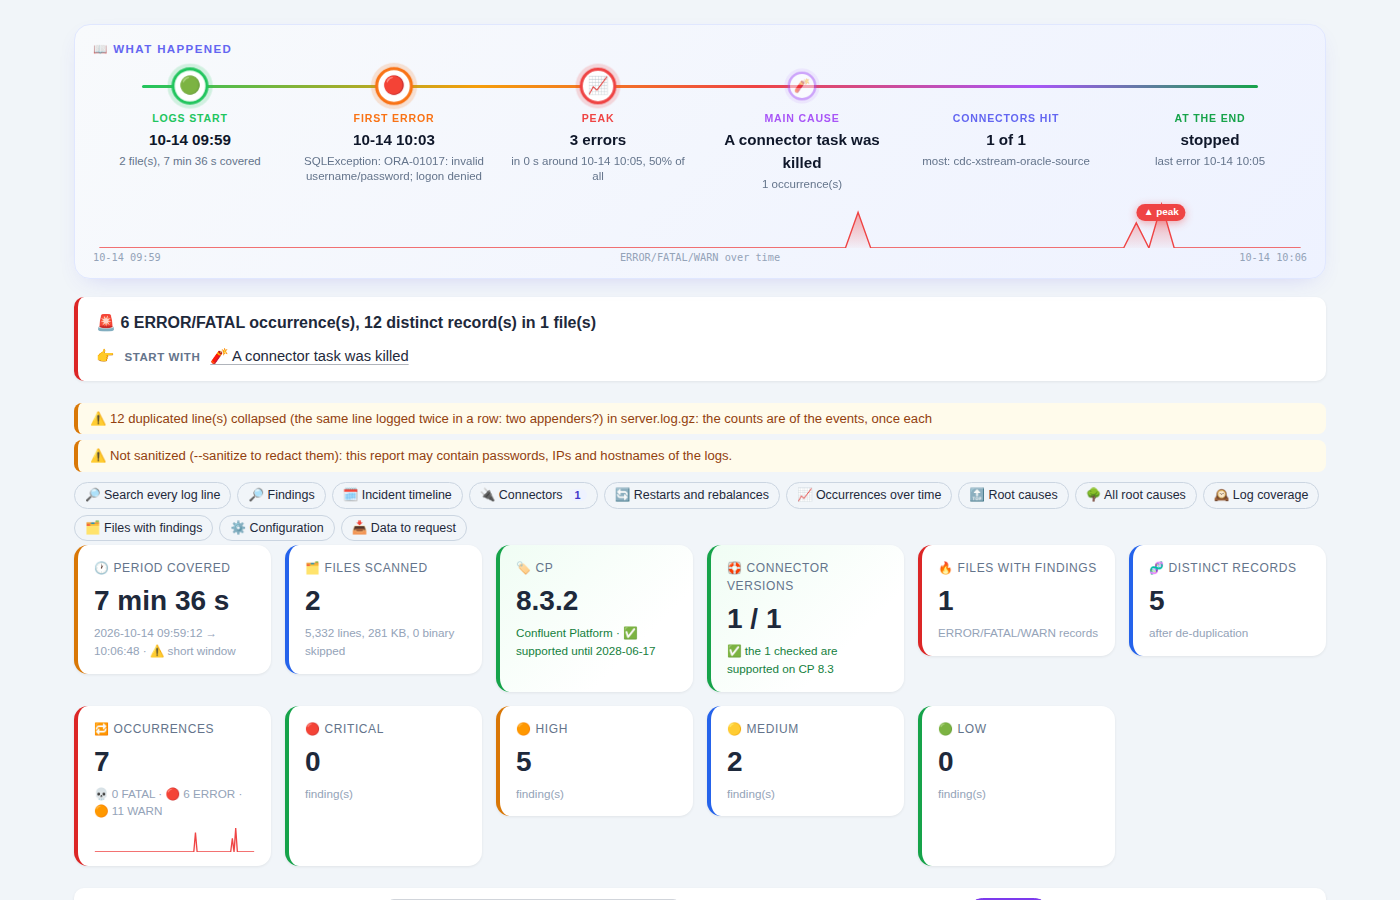 📖 WHAT HAPPENED
LOGS START
10-14 09:59
2 file(s), 7 min 36 s covered
FIRST ERROR
10-14 10:03
SQLException: ORA-01017: invalid
username/password; logon denied
PEAK
3 errors
in 0 s around 10-14 10:05, 50% of
all
MAIN CAUSE
A connector task was
killed
1 occurrence(s)
CONNECTORS HIT
1 of 1
most: cdc-xstream-oracle-source
AT THE END
stopped
last error 10-14 10:05
▲ peak
10-14 09:59
ERROR/FATAL/WARN over time
10-14 10:06
🚨 6 ERROR/FATAL occurrence(s), 12 distinct record(s) in 1 file(s)
👉 START WITH 🧨 A connector task was killed
⚠️ 12 duplicated line(s) collapsed (the same line logged twice in a row: two appenders?) in server.log.gz: the counts are of the events, once each
⚠️ Not sanitized (--sanitize to redact them): this report may contain passwords, IPs and hostnames of the logs.
🔎 Search every log line
🔎 Findings
🗓️ Incident timeline
🔌 Connectors 1
🔄 Restarts and rebalances
📈 Occurrences over time
⬆️ Root causes
🌳 All root causes
🕰️ Log coverage
🗂️ Files with findings
⚙️ Configuration
📥 Data to request
🕐 PERIOD COVERED
7 min 36 s
2026-10-14 09:59:12 →
10:06:48 · ⚠️ short window
🗂️ FILES SCANNED
2
5,332 lines, 281 KB, 0 binary
skipped
🏷️ CP
8.3.2
Confluent Platform · ✅
supported until 2028-06-17
🛟 CONNECTOR
VERSIONS
1 / 1
✅ the 1 checked are
supported on CP 8.3
🔥 FILES WITH FINDINGS
1
ERROR/FATAL/WARN records
🧬 DISTINCT RECORDS
5
after de-duplication
🔁 OCCURRENCES
7
💀 0 FATAL · 🔴 6 ERROR ·
🟠 11 WARN
🔴 CRITICAL
0
finding(s)
🟠 HIGH
5
finding(s)
🟡 MEDIUM
2
finding(s)
🟢 LOW
0
finding(s)